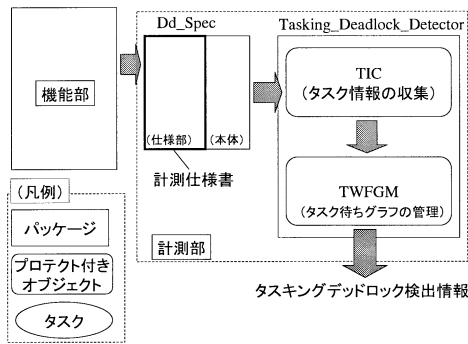 Dd_Spec
Tasking_Deadlock_Detector
機能部
(仕様部)
(本体)
計測仕様書
TIC
(タスク情報の収集)
TWFGM
(タスク待ちグラフの管理)
計測部
タスキングデッドロック検出情報
(凡例)
パッケージ
プロテクト付き
オブジェクト
タスク